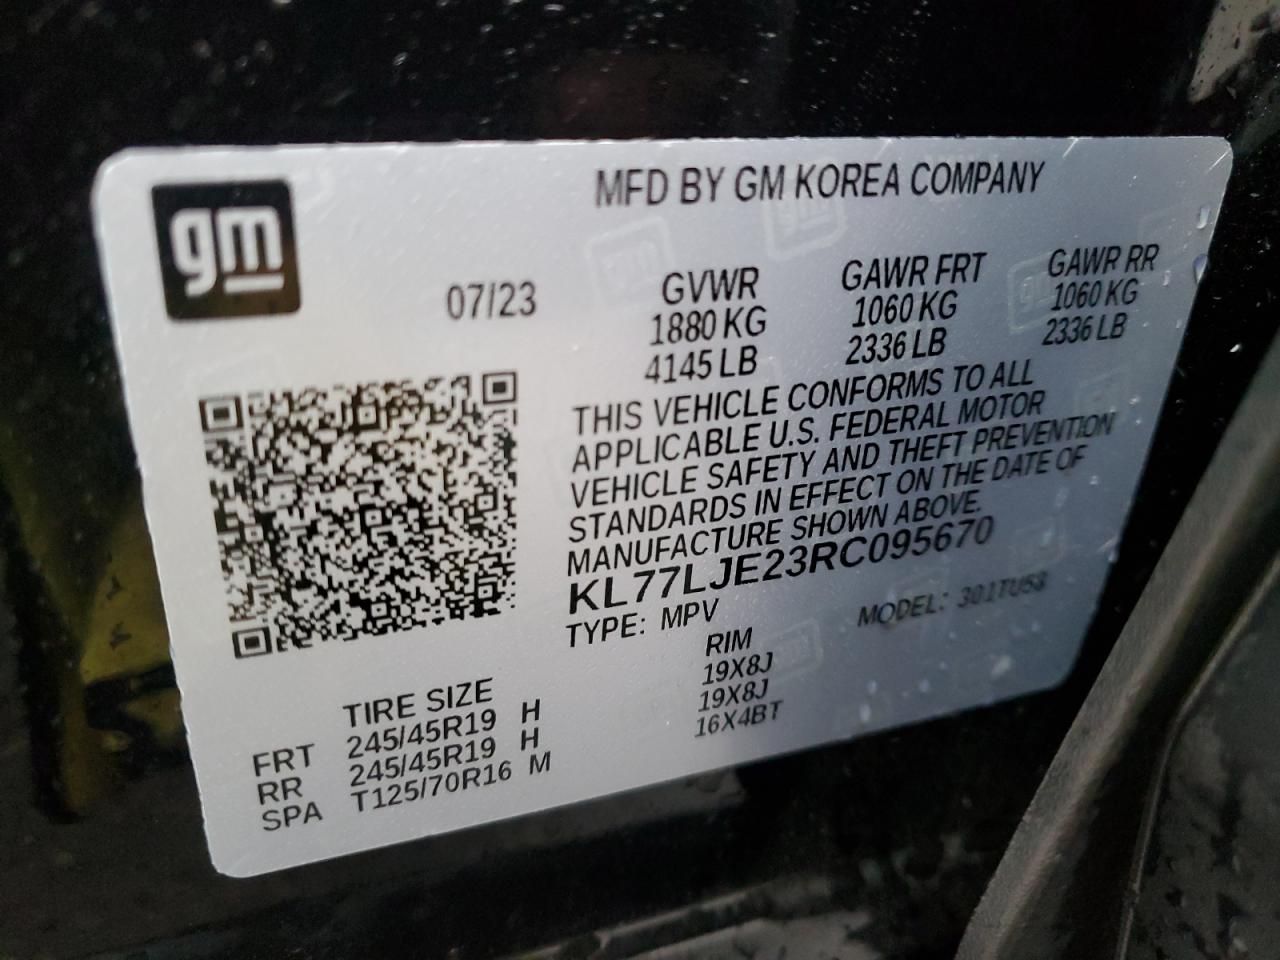 gm
MFD BY GM KOREA COMPANY
07/23
GVWR GAWR FRT GAWR RR
1880 KG 1060 KG 1060 KG
4145 LB 2336 LB 2336 LB
THIS VEHICLE CONFORMS TO ALL
APPLICABLE U.S. FEDERAL MOTOR
VEHICLE SAFETY AND THEFT PREVENTION
STANDARDS IN EFFECT ON THE DATE OF
MANUFACTURE SHOWN ABOVE.
KL77LJE23RC095670
TYPE: MPV MODEL: 301TU58
TIRE SIZE RIM
FRT 245/45R19 H 19X8J
RR 245/45R19 H 19X8J
SPA T125/70R16 M 16X4BT